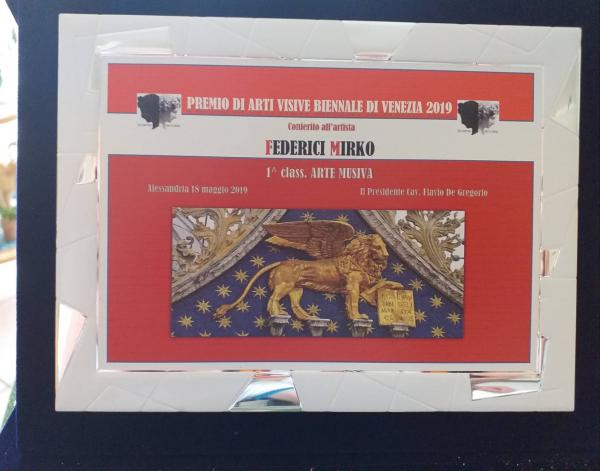 PREMIO DI ARTI VISIVE BIENNALE DI VENEZIA 2019
Conferito all'artista
FEDERICI MIRKO
1^ class. ARTE MUSIVA
Alessandria 18 maggio 2019
Il Presidente Cav. Flavio De Gregorio